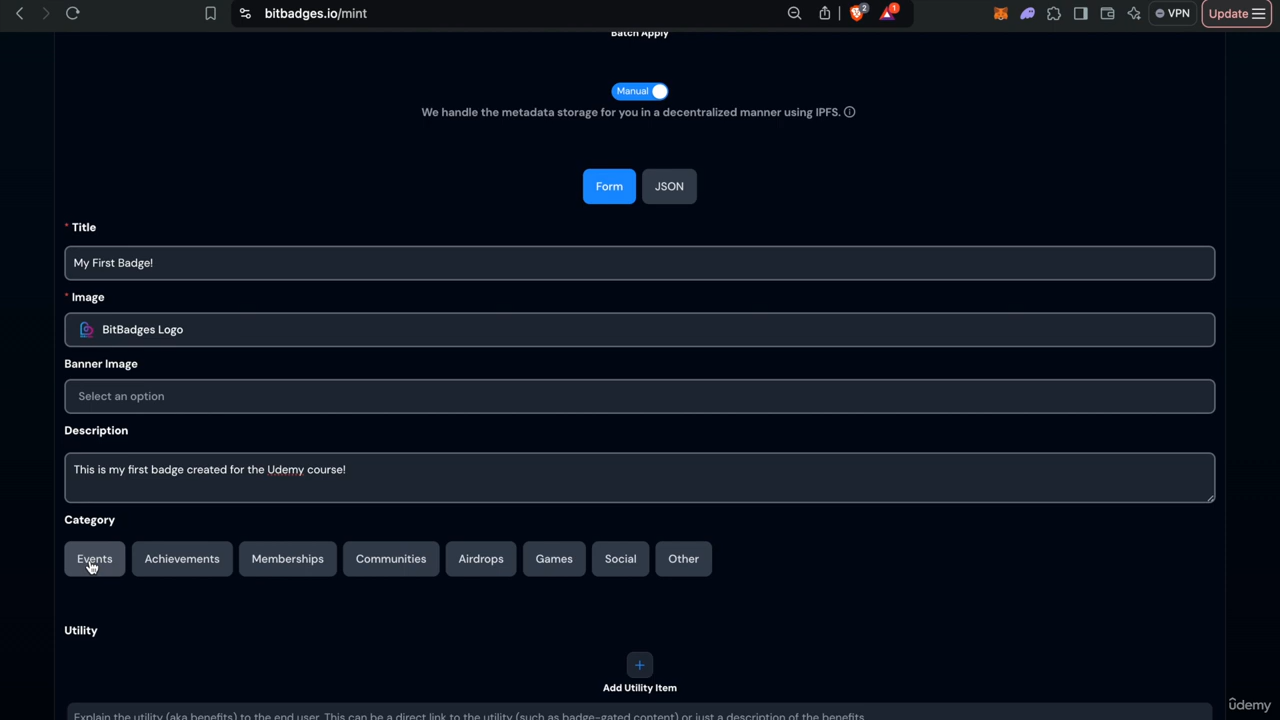 bitbadges.io/mint
2
1
VPN
Update
Batch Apply
Manual
We handle the metadata storage for you in a decentralized manner using IPFS.
Form
JSON
* Title
My First Badge!
* Image
BitBadges Logo
Banner Image
Select an option
Description
This is my first badge created for the Udemy course!
Category
Events
Achievements
Memberships
Communities
Airdrops
Games
Social
Other
Utility
+
Add Utility Item
Explain the utility (aka benefits) to the end user. This can be a direct link to the utility (such as badge-gated content) or just a description of the benefits.
ûdemy